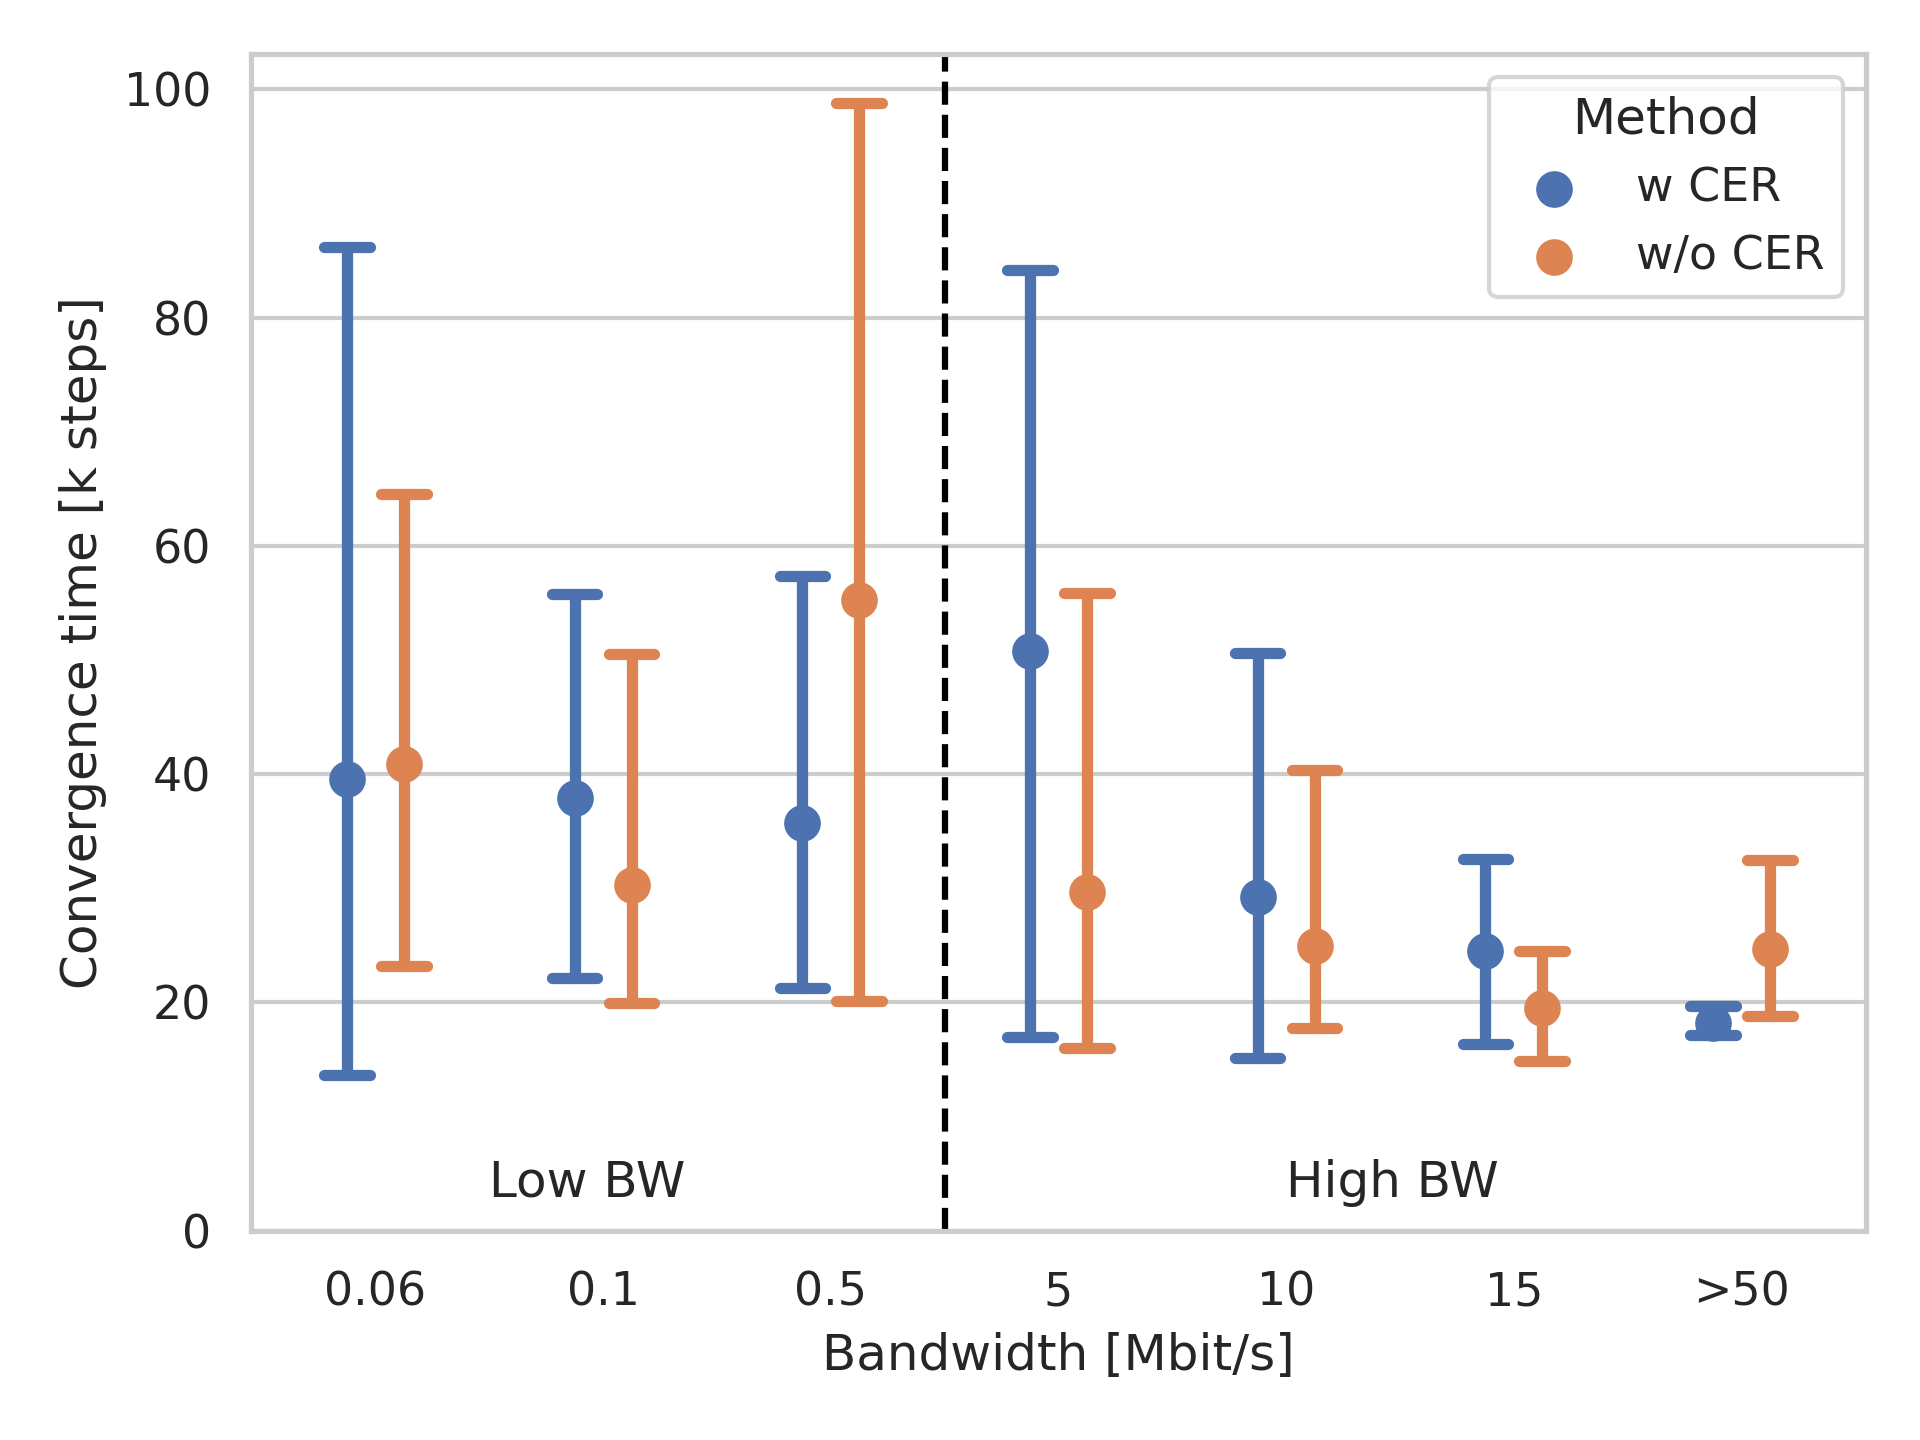 100
80
60
40
20
0
Convergence time [k steps]
Method
w CER
w/o CER
Low BW
High BW
0.06
0.1
0.5
5
10
15
>50
Bandwidth [Mbit/s]